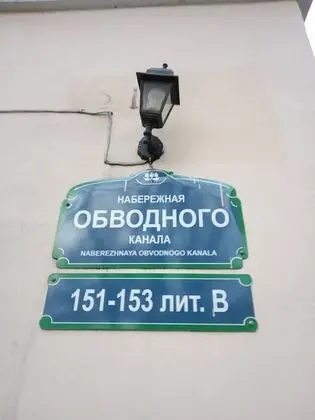 НАБЕРЕЖНАЯ
ОБВОДНОГО
КАНАЛА
NABEREZHNAYA OBVODNOGO KANALA
151-153 лит. В